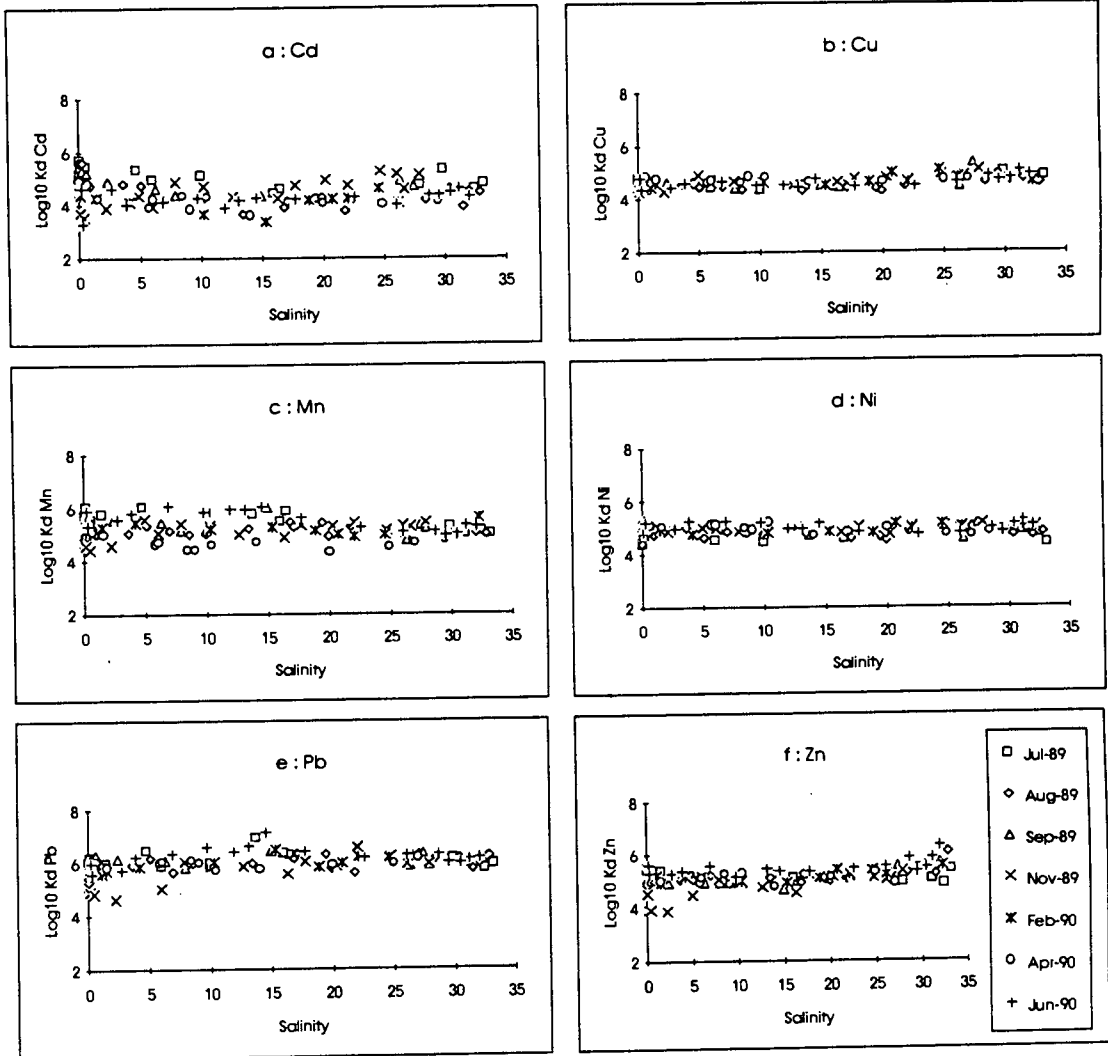 a : Cd
8
6
4
2
Log10 Kd Cd
0 5 10 15 20 25 30 35
Salinity
b : Cu
8
6
4
2
Log10 Kd Cu
0 5 10 15 20 25 30 35
Salinity
c : Mn
8
6
4
2
Log10 Kd Mn
0 5 10 15 20 25 30 35
Salinity
d : Ni
8
6
4
2
Log10 Kd Ni
0 5 10 15 20 25 30 35
Salinity
e : Pb
8
6
4
2
Log10 Kd Pb
0 5 10 15 20 25 30 35
Salinity
f : Zn
8
6
4
2
Log10 Kd Zn
0 5 10 15 20 25 30 35
Salinity
Jul-89
Aug-89
Sep-89
Nov-89
Feb-90
Apr-90
Jun-90